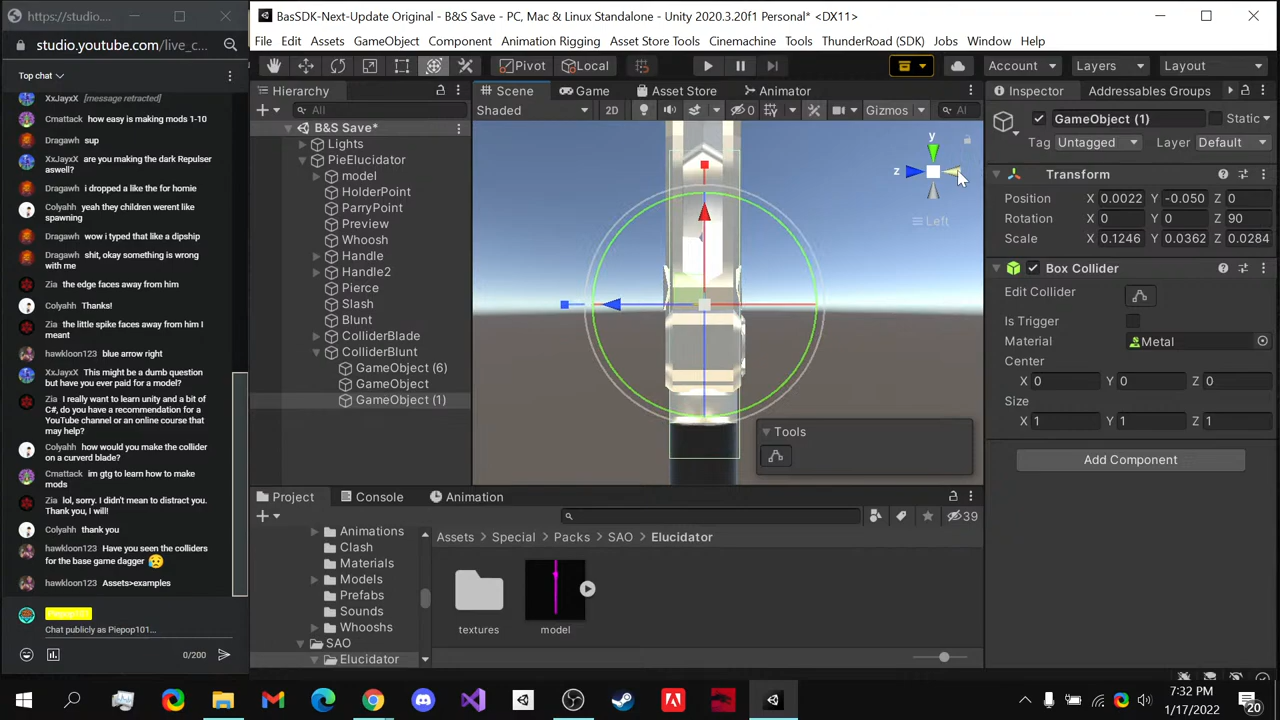 https://studio....
studio.youtube.com/live_c...
Top chat
XxJayxX [message retracted]
Cmattack how easy is making mods 1-10
Dragawh sup
XxJayxX are you making the dark Repulser
aswell?
Dragawh i dropped a like the for homie
Colyahh yeah they children werent like
spawning
Dragawh wow i typed that like a dipship
Dragawh shit, okay something is wrong
with me
Zia the edge faces away from him
Colyahh Thanks!
Zia the little spike faces away from him I
meant
hawkloon123 blue arrow right
XxJayxX This might be a dumb question
but have you ever paid for a model?
Zia I really want to learn unity and a bit of
C#, do you have a recommendation for a
YouTube channel or an online course that
may help?
Colyahh how would you make the collider
on a curverd blade?
Cmattack im gtg to learn how to make
mods
Zia lol, sorry. I didn't mean to distract you.
Thank you, I will!
Colyahh thank you
hawkloon123 Have you seen the colliders
for the base game dagger
hawkloon123 Assets>examples
Chat publicly as Piepop101...
0/200
BasSDK-Next-Update Original - B&S Save - PC, Mac & Linux Standalone - Unity 2020.3.20f1 Personal* <DX11>
File Edit Assets GameObject Component Animation Rigging Asset Store Tools Cinemachine Tools ThunderRoad (SDK) Jobs Window Help
Pivot Local Account Layers Layout
Hierarchy
All
B&S Save*
Lights
PieElucidator
model
HolderPoint
ParryPoint
Preview
Whoosh
Handle
Handle2
Pierce
Slash
Blunt
ColliderBlade
ColliderBlunt
GameObject (6)
GameObject
GameObject (1)
Scene Game Asset Store Animator
Shaded 2D 0 Gizmos Al
y
z
Left
Tools
Inspector Addressables Groups
GameObject (1) Static
Tag Untagged Layer Default
Transform
Position X 0.0022 Y -0.050 Z 0
Rotation X 0 Y 0 Z 90
Scale X 0.1246 Y 0.0362 Z 0.0284
Box Collider
Edit Collider
Is Trigger
Material Metal
Center
X 0 Y 0 Z 0
Size
X 1 Y 1 Z 1
Add Component
Project Console Animation
39
Animations
Clash
Materials
Models
Prefabs
Sounds
Whooshs
SAO
Elucidator
Assets > Special > Packs > SAO > Elucidator
textures
model
7:32 PM
1/17/2022
20